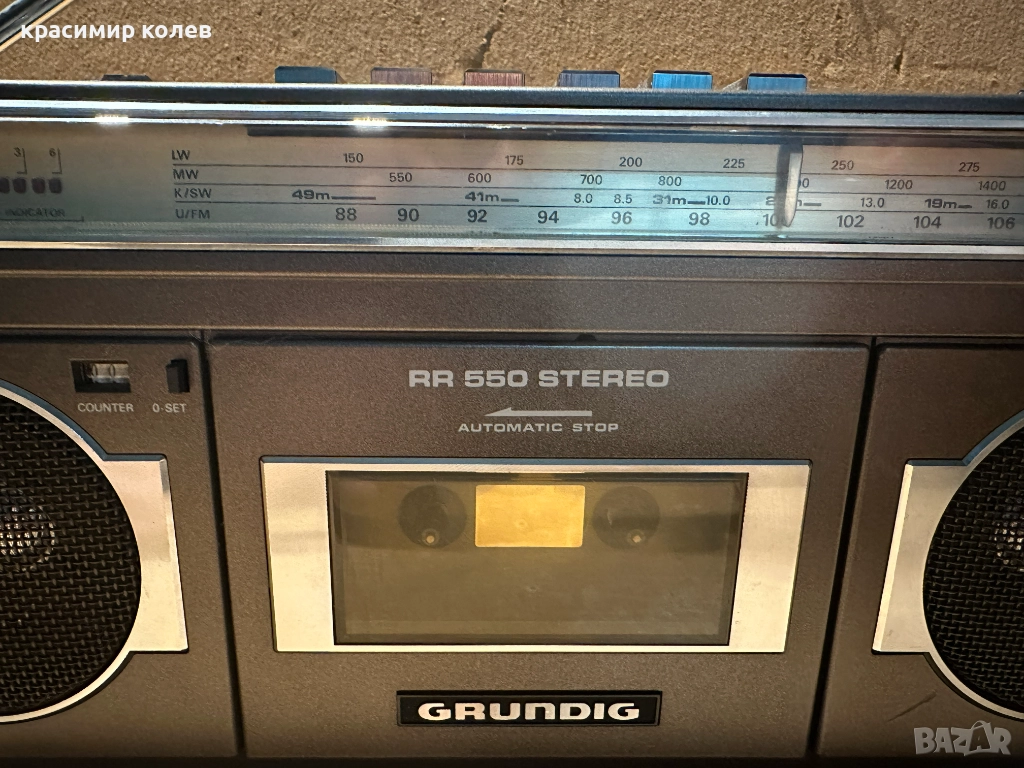 красимир колев
3 6
LW 150 175 200 225 250 275
MW 550 600 700 800 1200 1400
K/SW 49m 41m 8.0 8.5 31m 10.0 13.0 19m 16.0
INDICATOR
U/FM 88 90 92 94 96 98 102 104 106
RR 550 STEREO
COUNTER 0-SET
AUTOMATIC STOP
GRUNDIG
BAZAR